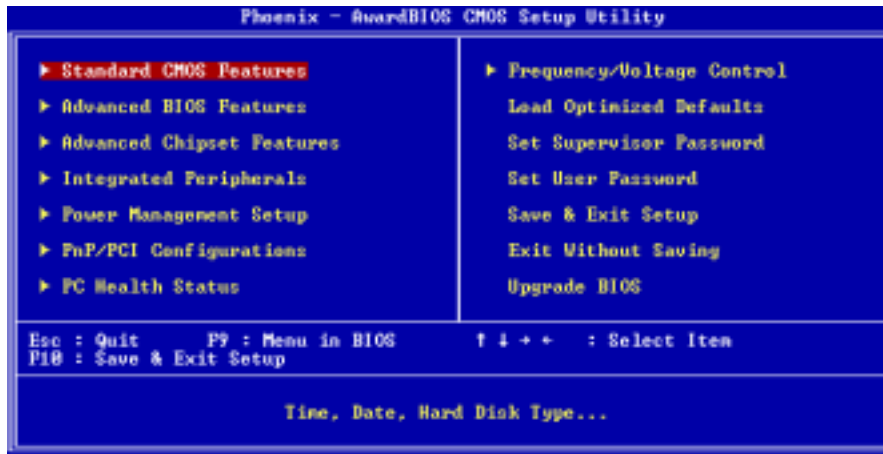 Phoenix - AwardBIOS CMOS Setup Utility
▶ Standard CMOS Features
▶ Advanced BIOS Features
▶ Advanced Chipset Features
▶ Integrated Peripherals
▶ Power Management Setup
▶ PnP/PCI Configurations
▶ PC Health Status
▶ Frequency/Voltage Control
Load Optimized Defaults
Set Supervisor Password
Set User Password
Save & Exit Setup
Exit Without Saving
Upgrade BIOS
Esc : Quit F9 : Menu in BIOS ↑ ↓ → ← : Select Item
F10 : Save & Exit Setup
Time, Date, Hard Disk Type...